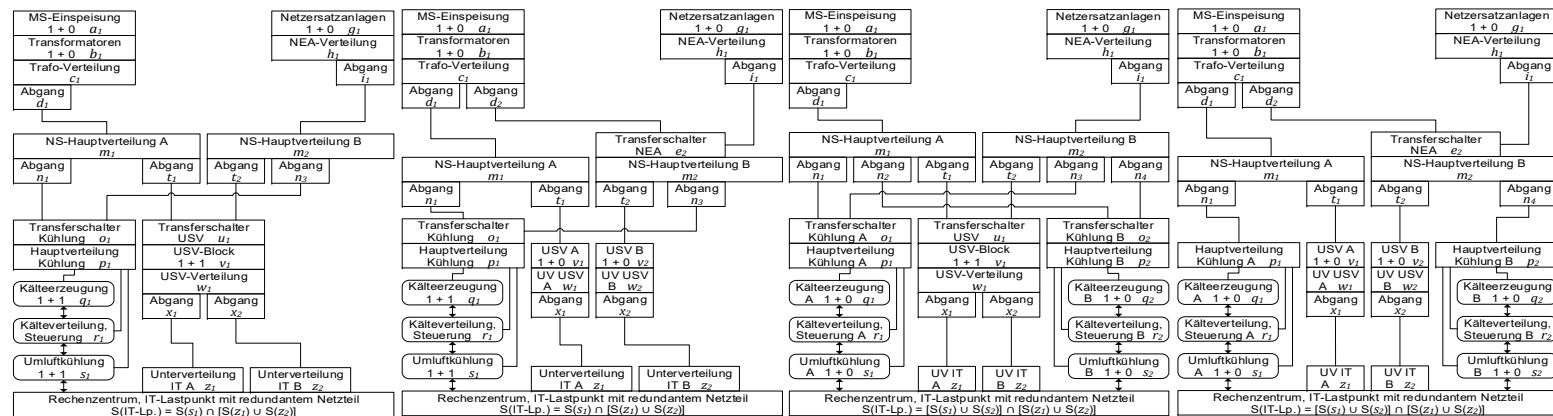 MS-Einspeisung
1 + 0 a₁
Transformatoren
1 + 0 b₁
Trafo-Verteilung
c₁
Abgang
d₁
Netzersatzanlagen
1 + 0 g₁
NEA-Verteilung
h₁
Abgang
i₁
NS-Hauptverteilung A
m₁
NS-Hauptverteilung B
m₂
Abgang
n₁
Abgang
t₁
Abgang
t₂
Abgang
n₃
Transferschalter
Kühlung o₁
Hauptverteilung
Kühlung p₁
Transferschalter
USV u₁
USV-Block
1 + 1 v₁
USV-Verteilung
w₁
Kälteerzeugung
1 + 1 q₁
Abgang
x₁
Abgang
x₂
Kälteverteilung,
Steuerung r₁
Umluftkühlung
1 + 1 s₁
Unterverteilung
IT A z₁
Unterverteilung
IT B z₂
Rechenzentrum, IT-Lastpunkt mit redundantem Netzteil
S(IT-Lp.) = S(s₁) ∩ [S(z₁) ∪ S(z₂)]
MS-Einspeisung
1 + 0 a₁
Transformatoren
1 + 0 b₁
Trafo-Verteilung
c₁
Abgang
d₁
Abgang
d₂
Netzersatzanlagen
1 + 0 g₁
NEA-Verteilung
h₁
Abgang
i₁
Transferschalter
NEA e₂
NS-Hauptverteilung A
m₁
NS-Hauptverteilung B
m₂
Abgang
n₁
Abgang
t₁
Abgang
t₂
Abgang
n₃
Transferschalter
Kühlung o₁
Hauptverteilung
Kühlung p₁
USV A
1 + 0 v₁
UV USV
A w₁
USV B
1 + 0 v₂
UV USV
B w₂
Kälteerzeugung
1 + 1 q₁
Abgang
x₁
Abgang
x₂
Kälteverteilung,
Steuerung r₁
Umluftkühlung
1 + 1 s₁
Unterverteilung
IT A z₁
Unterverteilung
IT B z₂
Rechenzentrum, IT-Lastpunkt mit redundantem Netzteil
S(IT-Lp.) = S(s₁) ∩ [S(z₁) ∪ S(z₂)]
MS-Einspeisung
1 + 0 a₁
Transformatoren
1 + 0 b₁
Trafo-Verteilung
c₁
Abgang
d₁
Netzersatzanlagen
1 + 0 g₁
NEA-Verteilung
h₁
Abgang
i₁
NS-Hauptverteilung A
m₁
NS-Hauptverteilung B
m₂
Abgang
n₁
Abgang
n₂
Abgang
t₁
Abgang
t₂
Abgang
n₃
Abgang
n₄
Transferschalter
Kühlung A o₁
Hauptverteilung
Kühlung A p₁
Transferschalter
USV u₁
USV-Block
1 + 1 v₁
USV-Verteilung
w₁
Transferschalter
Kühlung B o₂
Hauptverteilung
Kühlung B p₂
Kälteerzeugung
A 1 + 0 q₁
Abgang
x₁
Abgang
x₂
Kälteerzeugung
B 1 + 0 q₂
Kälteverteilung,
Steuerung A r₁
Kälteverteilung,
Steuerung B r₂
Umluftkühlung
A 1 + 0 s₁
UV IT
A z₁
UV IT
B z₂
Umluftkühlung
B 1 + 0 s₂
Rechenzentrum, IT-Lastpunkt mit redundantem Netzteil
S(IT-Lp.) = [S(s₁) ∪ S(s₂)] ∩ [S(z₁) ∪ S(z₂)]
MS-Einspeisung
1 + 0 a₁
Transformatoren
1 + 0 b₁
Trafo-Verteilung
c₁
Abgang
d₁
Abgang
d₂
Netzersatzanlagen
1 + 0 g₁
NEA-Verteilung
h₁
Abgang
i₁
Transferschalter
NEA e₂
NS-Hauptverteilung A
m₁
NS-Hauptverteilung B
m₂
Abgang
n₁
Abgang
t₁
Abgang
t₂
Abgang
n₄
Hauptverteilung
Kühlung A p₁
USV A
1 + 0 v₁
UV USV
A w₁
USV B
1 + 0 v₂
UV USV
B w₂
Hauptverteilung
Kühlung B p₂
Kälteerzeugung
A 1 + 0 q₁
Abgang
x₁
Abgang
x₂
Kälteerzeugung
B 1 + 0 q₂
Kälteverteilung,
Steuerung A r₁
Kälteverteilung,
Steuerung B r₂
Umluftkühlung
A 1 + 0 s₁
UV IT
A z₁
UV IT
B z₂
Umluftkühlung
B 1 + 0 s₂
Rechenzentrum, IT-Lastpunkt mit redundantem Netzteil
S(IT-Lp.) = [S(s₁) ∪ S(s₂)] ∩ [S(z₁) ∪ S(z₂)]